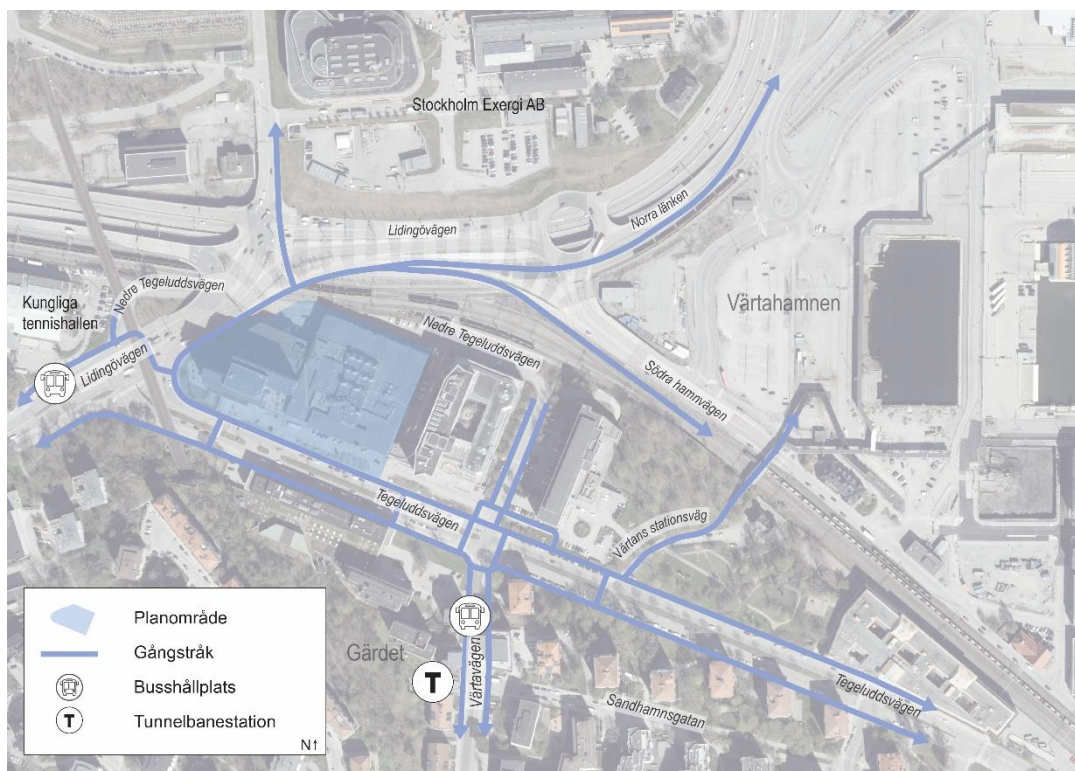 Stockholm Exergi AB
Norra länken
Lidingövägen
Nedre Tegeluddsvägen
Kungliga
tennishallen
Värtahamnen
Nedre Tegeluddsvägen
Lidingövägen
Södra hamnvägen
Tegeluddsvägen
Värtans stationsväg
Gärdet
T
Värtavägen
Tegeluddsvägen
Sandhamnsgatan
Planområde
Gångstråk
Busshållplats
T
Tunnelbanestation
N↑